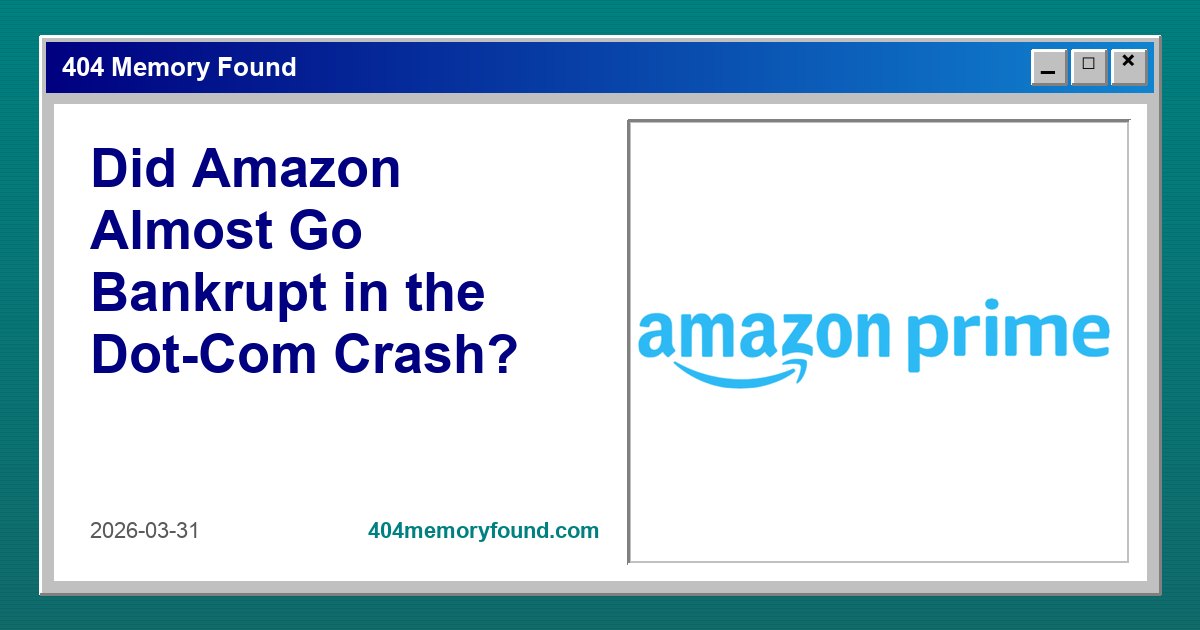 404 Memory Found
Did Amazon
Almost Go
Bankrupt in the
Dot-Com Crash?
amazon prime
2026-03-31
404memoryfound.com